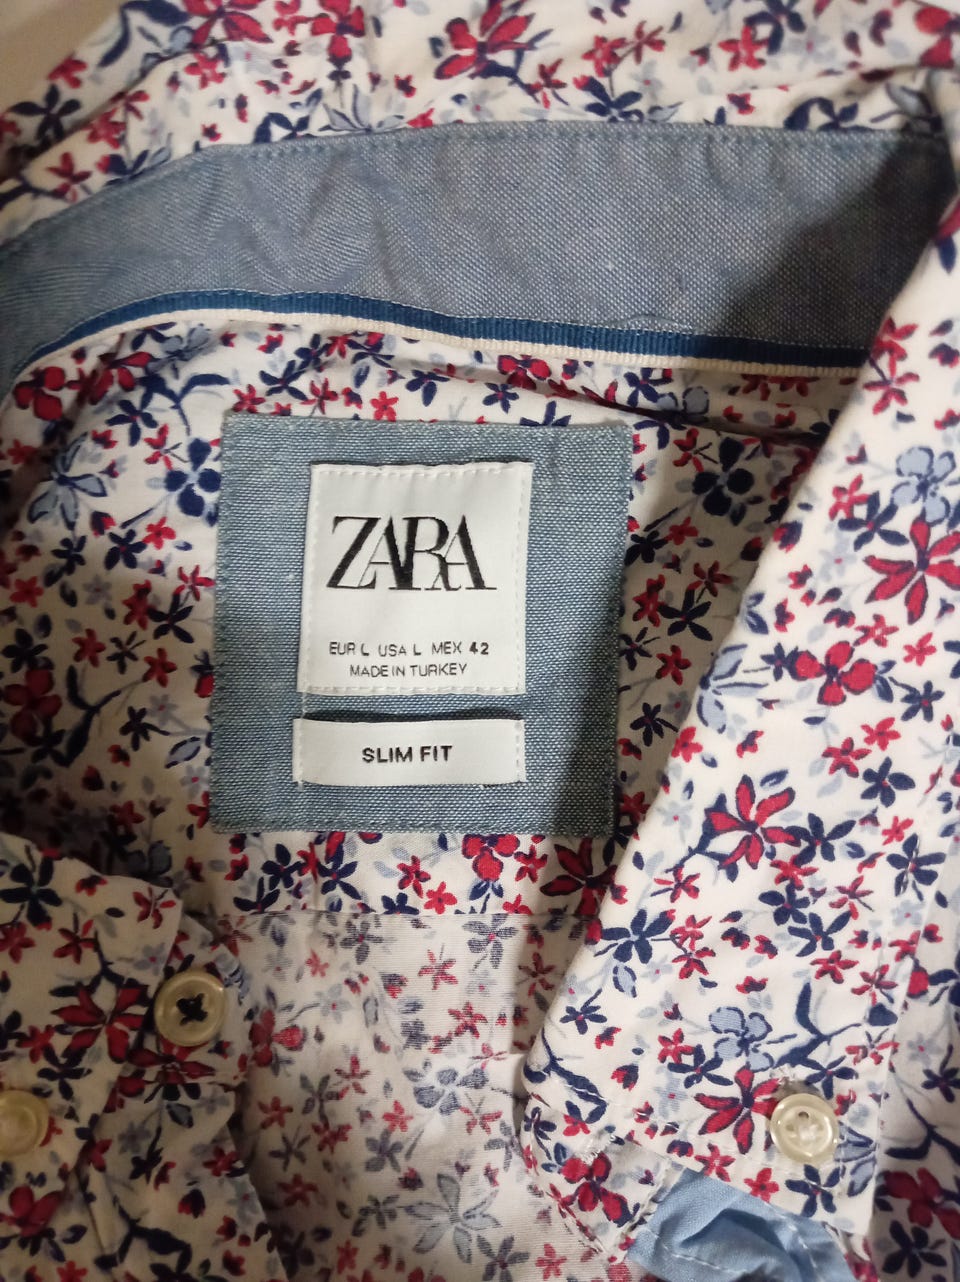 ZARA
EUR L USA L MEX 42
MADE IN TURKEY
SLIM FIT